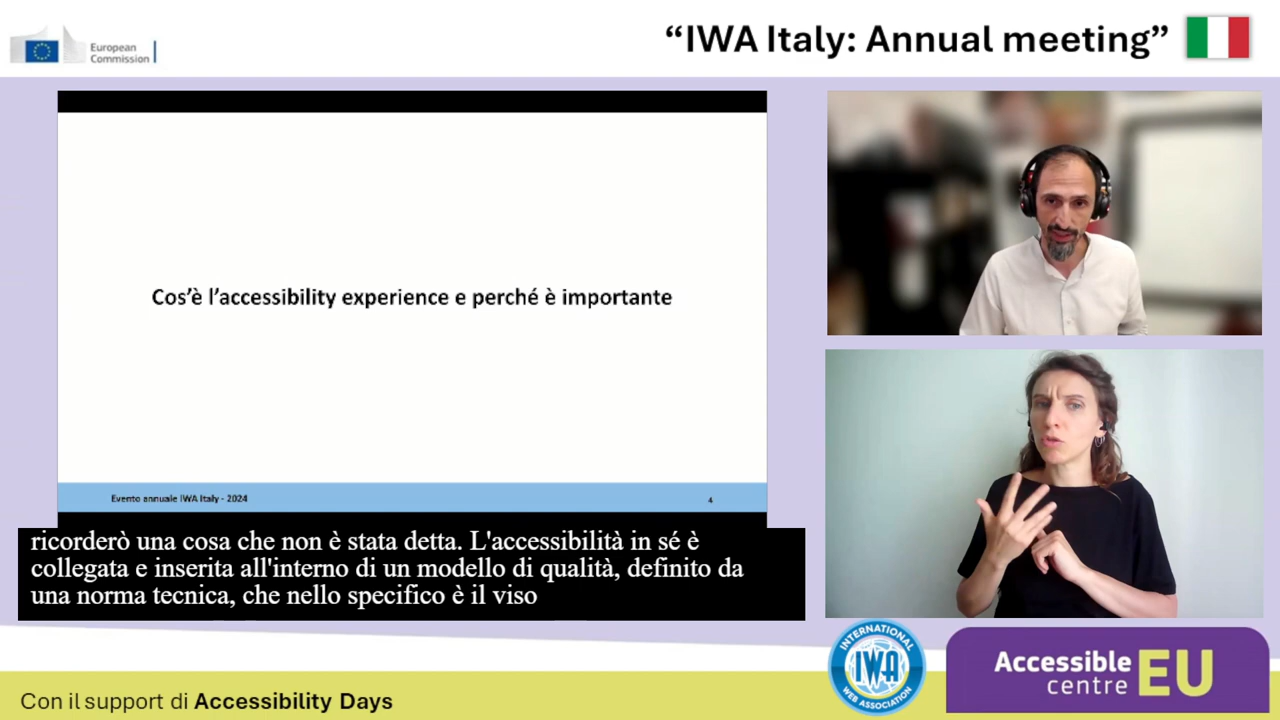 European
Commission
“IWA Italy: Annual meeting”
Cos’è l’accessibility experience e perché è importante
Evento annuale IWA Italy - 2024
4
ricorderò una cosa che non è stata detta. L'accessibilità in sé è
collegata e inserita all'interno di un modello di qualità, definito da
una norma tecnica, che nello specifico è il viso
INTERNATIONAL
IWA
WEB ASSOCIATION
Accessible
centre
EU
Con il support di Accessibility Days